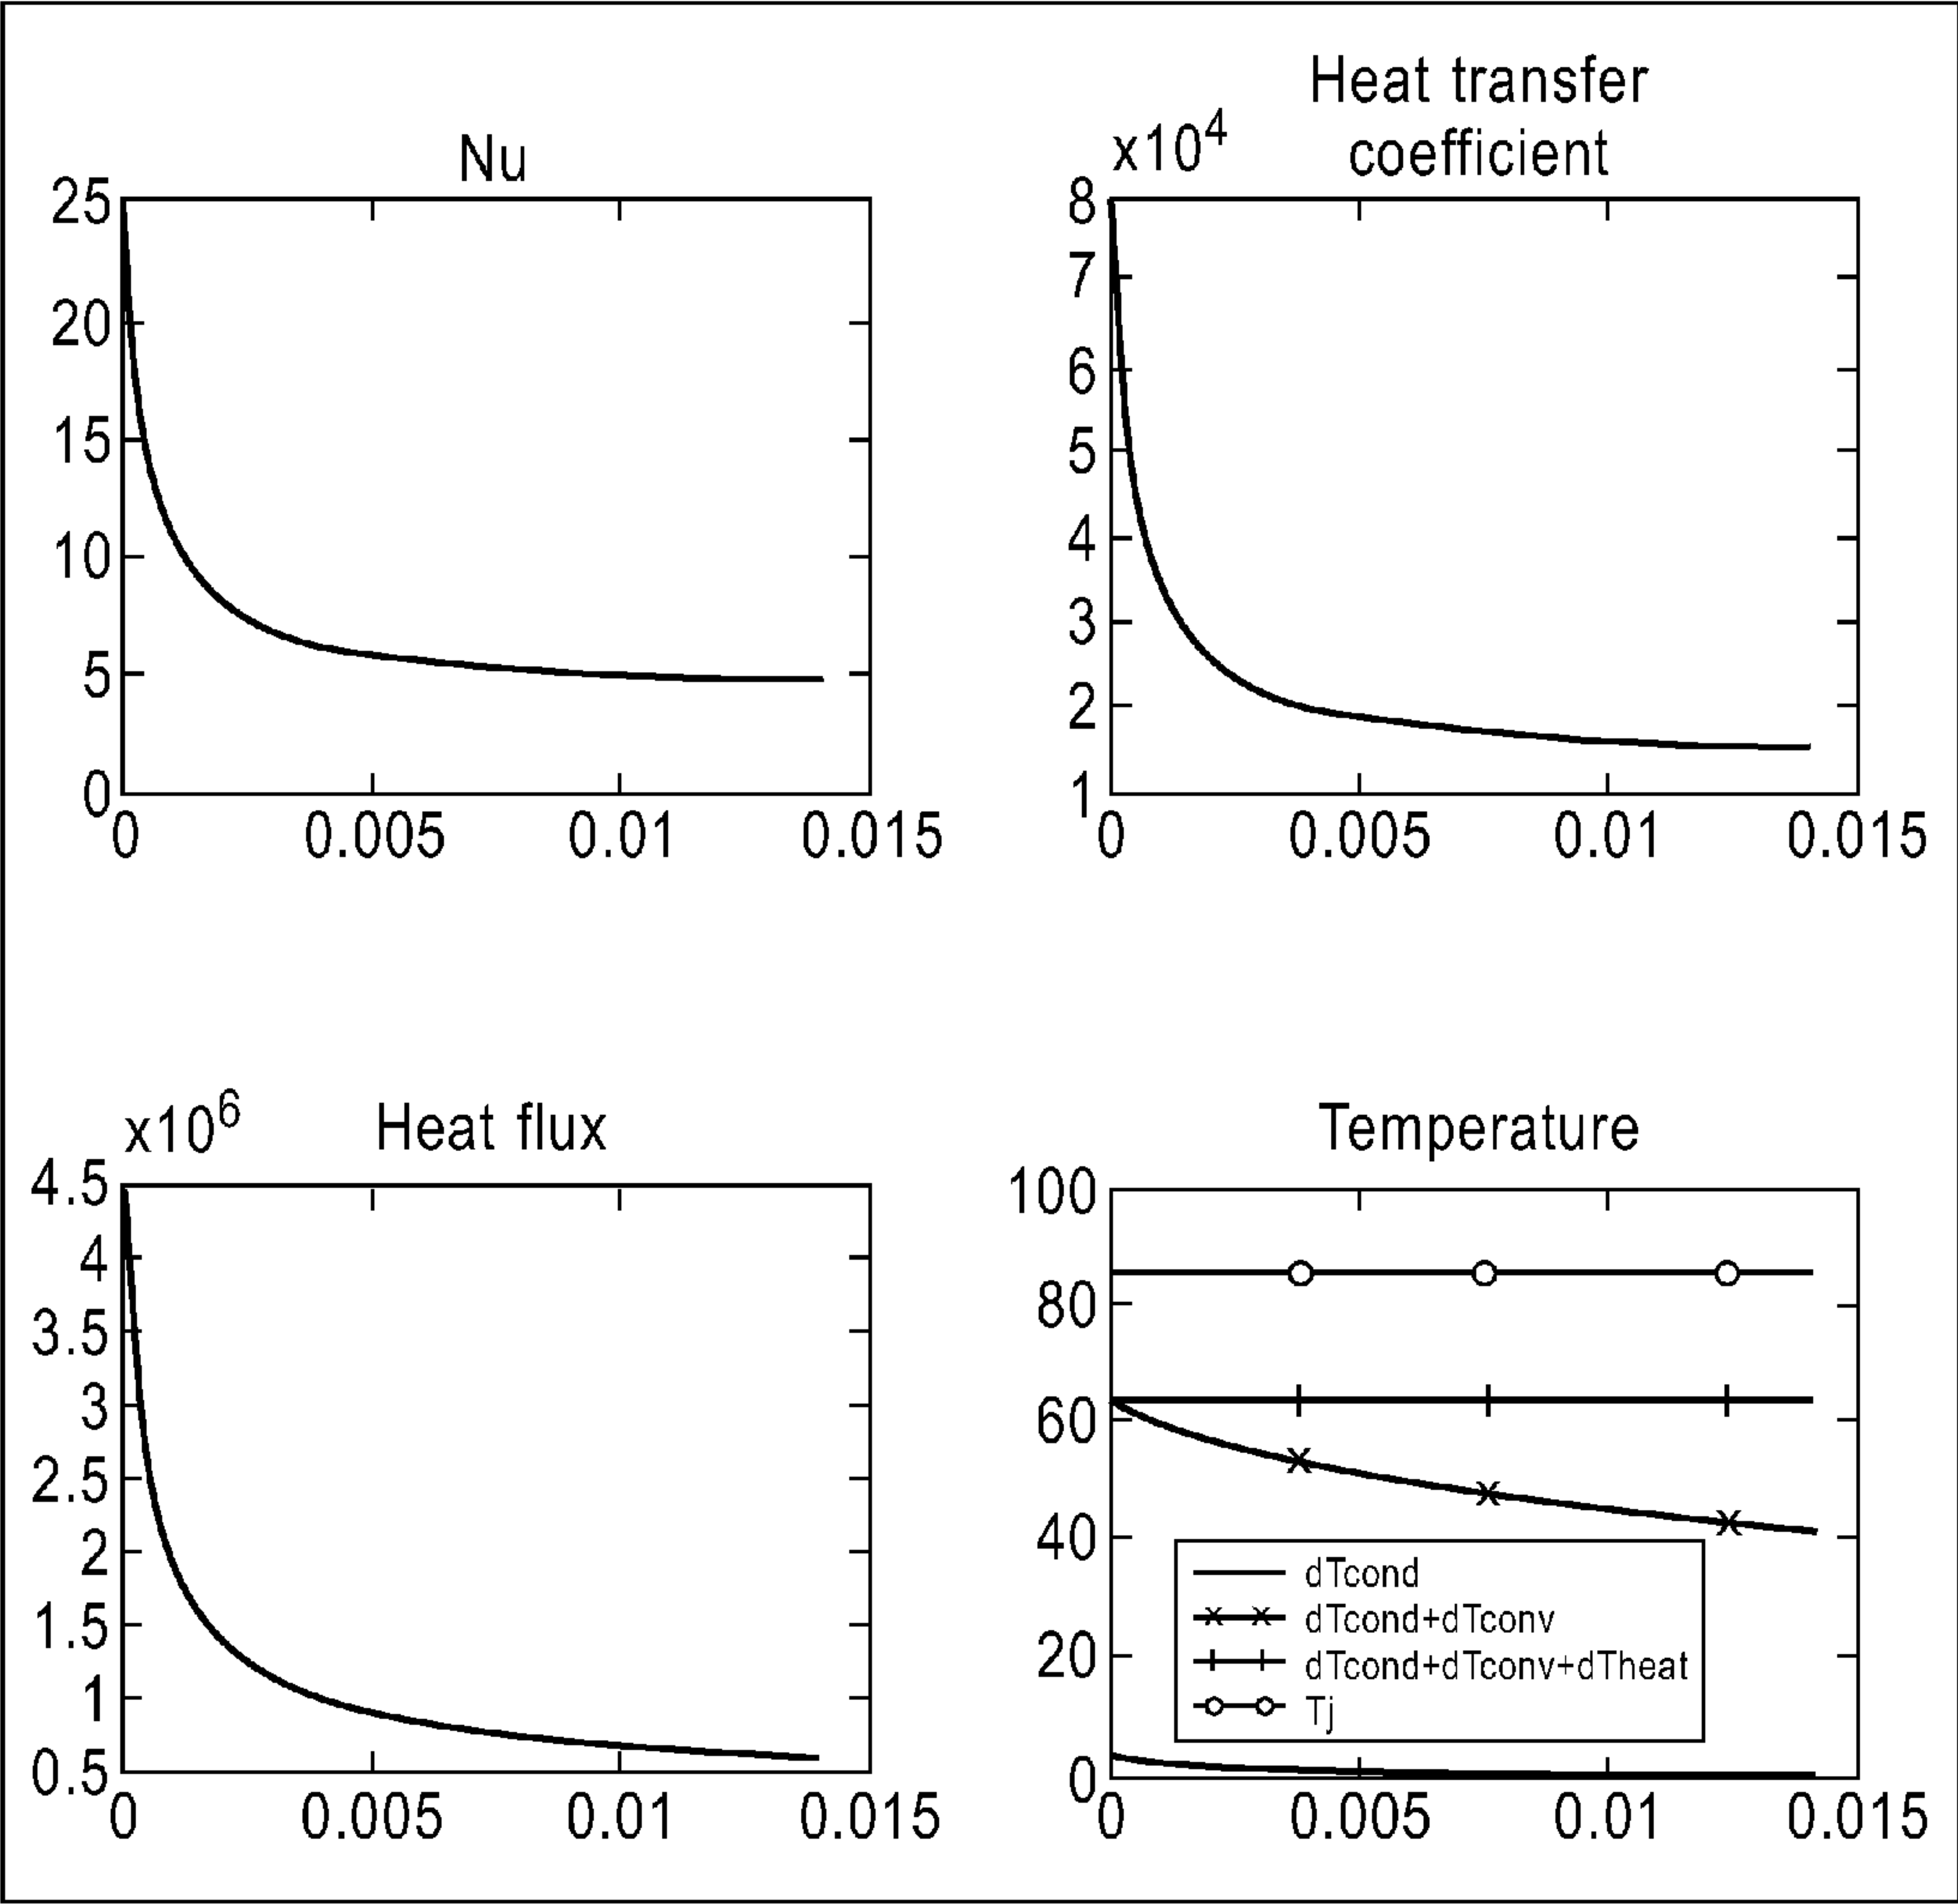 Nu
25
20
15
10
5
0
0 0.005 0.01 0.015
Heat transfer
coefficient
x10⁴
8
7
6
5
4
3
2
1
0 0.005 0.01 0.015
x10⁶ Heat flux
4.5
4
3.5
3
2.5
2
1.5
1
0.5
0 0.005 0.01 0.015
Temperature
100
80
60
40
20
0
dTcond
dTcond+dTconv
dTcond+dTconv+dTheat
Tj
0 0.005 0.01 0.015